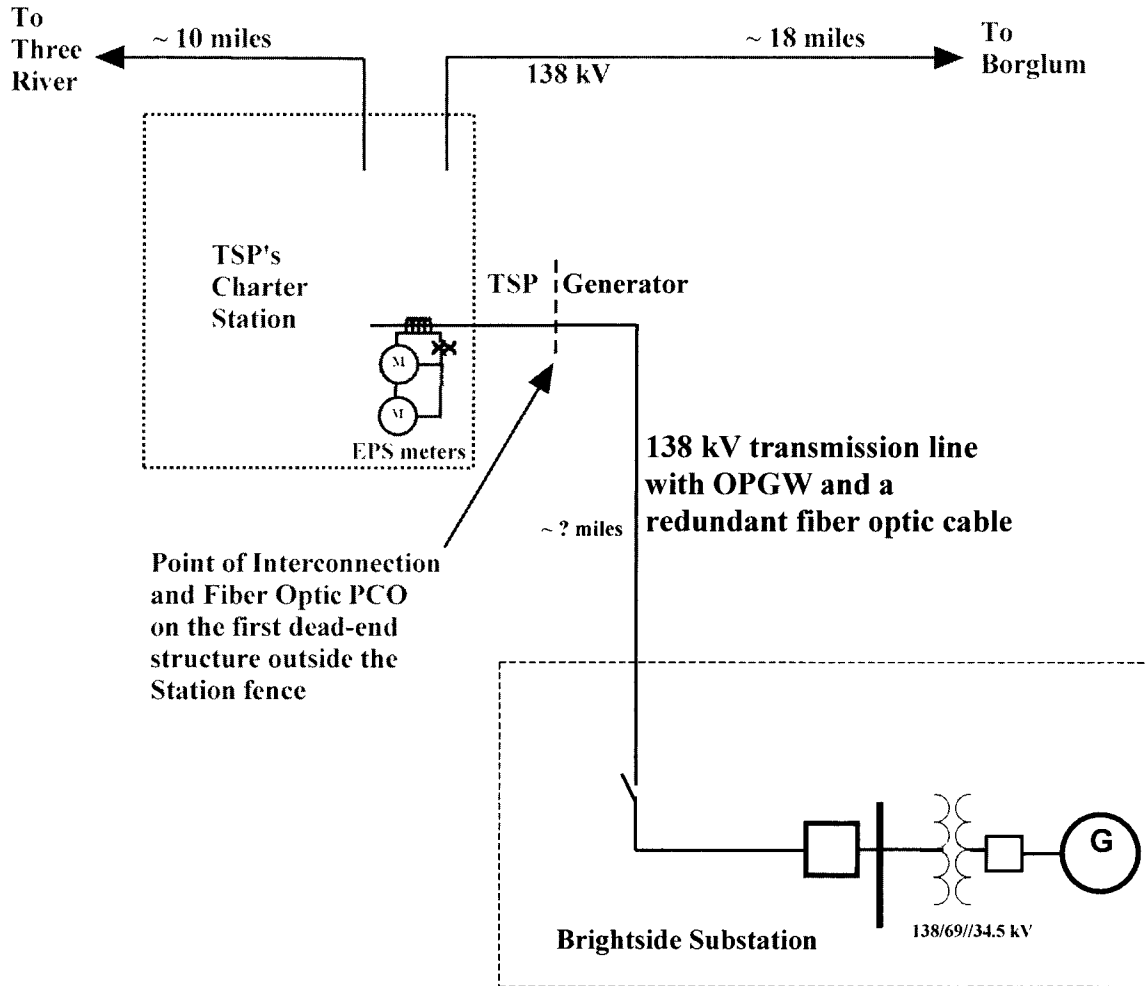 To
Three
River
~ 10 miles
138 kV
~ 18 miles
To
Borglum
TSP's
Charter
Station
TSP
Generator
M
M
EPS meters
138 kV transmission line
with OPGW and a
redundant fiber optic cable
~ ? miles
Point of Interconnection
and Fiber Optic PCO
on the first dead-end
structure outside the
Station fence
G
138/69//34.5 kV
Brightside Substation